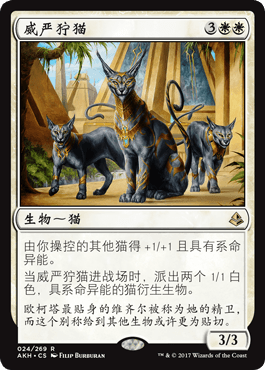 威严狞猫 3
生物～猫
由你操控的其他猫得 +1/+1 且具有系命
异能。
当威严狞猫进战场时，派出两个 1/1 白
色，具系命异能的猫衍生生物。
欧柯塔最贴身的维齐尔被称为她的精卫，
而这个别称给到其他生物或许更为贴切。
3/3
024/269 R
AKH • CS FILIP BURBURAN
™ & © 2017 Wizards of the Coast